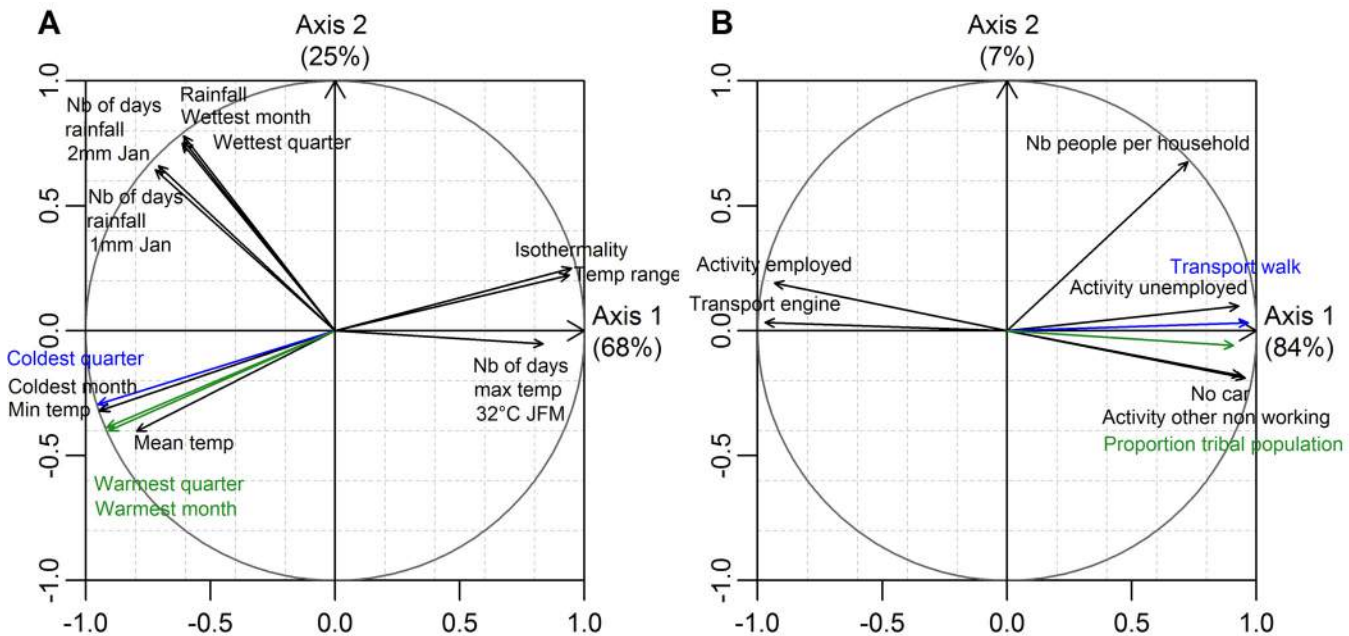 A
Axis 2
(25%)
1.0
0.5
0.0
-0.5
-1.0
Nb of days
rainfall
2mm Jan
Rainfall
Wettest month
Wettest quarter
Nb of days
rainfall
1mm Jan
Isothermality
Temp range
Axis 1
(68%)
Coldest quarter
Coldest month
Min temp
Mean temp
Nb of days
max temp
32°C JFM
Warmest quarter
Warmest month
-1.0 -0.5 0.0 0.5 1.0
B
Axis 2
(7%)
1.0
0.5
0.0
-0.5
-1.0
Nb people per household
Activity employed
Transport walk
Activity unemployed
Transport engine
Axis 1
(84%)
No car
Activity other non working
Proportion tribal population
-1.0 -0.5 0.0 0.5 1.0